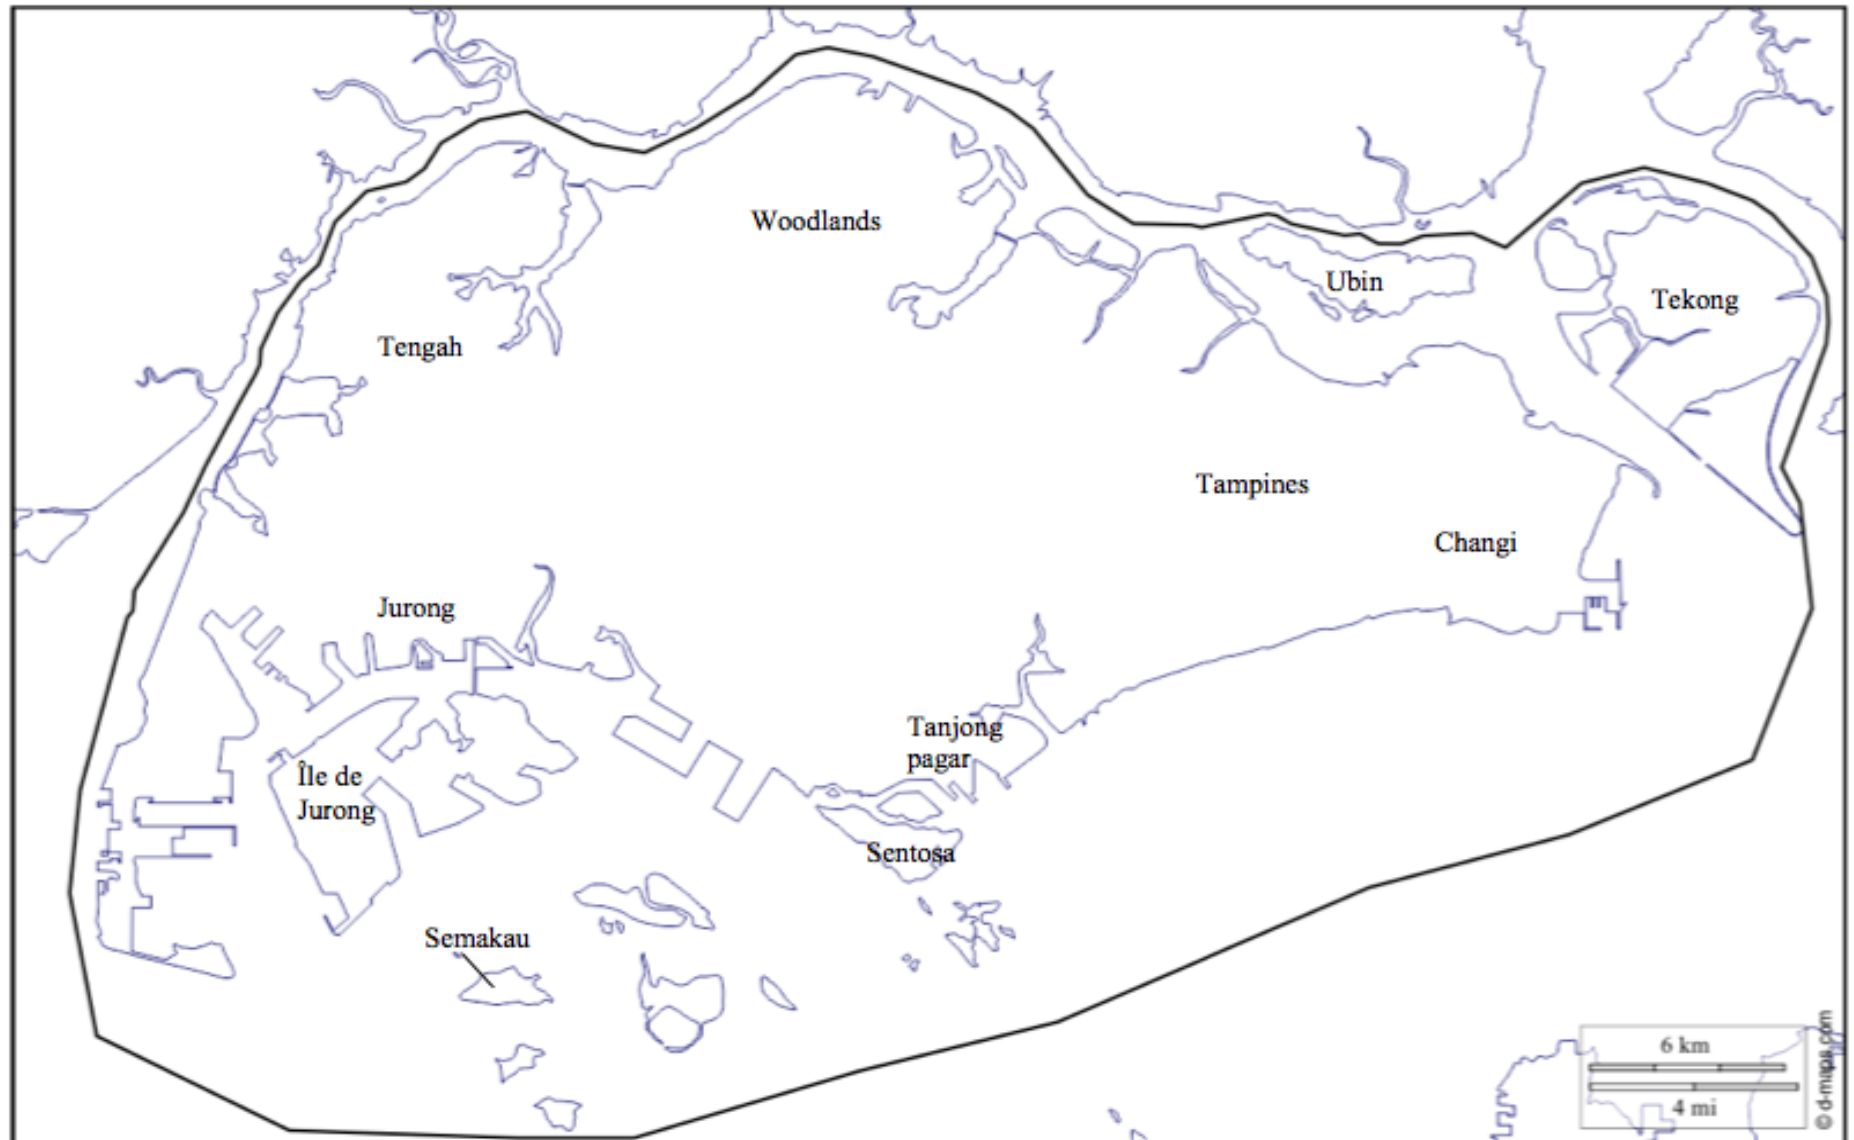 Woodlands
Ubin
Tekong
Tengah
Tampines
Changi
Jurong
Tanjong
pagar
Île de
Jurong
Sentosa
Semakau
6 km
4 mi
© d-maps.com